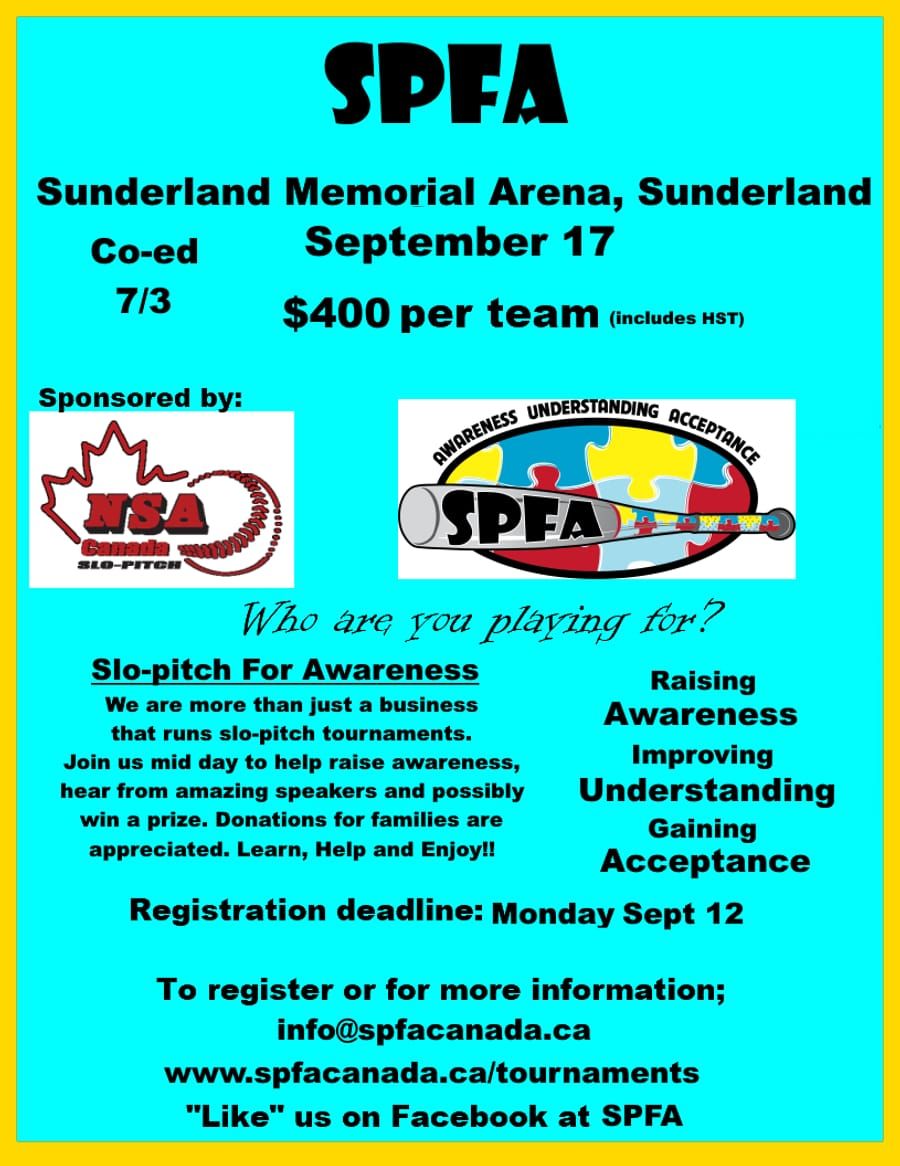 SPFA
Sunderland Memorial Arena, Sunderland
Co-ed
7/3
September 17
$400 per team (includes HST)
Sponsored by:
NSA
Canada
SLO-PITCH
AWARENESS UNDERSTANDING ACCEPTANCE
SPFA
Who are you playing for?
Slo-pitch For Awareness
We are more than just a business
that runs slo-pitch tournaments.
Join us mid day to help raise awareness,
hear from amazing speakers and possibly
win a prize. Donations for families are
appreciated. Learn, Help and Enjoy!!
Raising
Awareness
Improving
Understanding
Gaining
Acceptance
Registration deadline: Monday Sept 12
To register or for more information;
info@spfacanada.ca
www.spfacanada.ca/tournaments
"Like" us on Facebook at SPFA